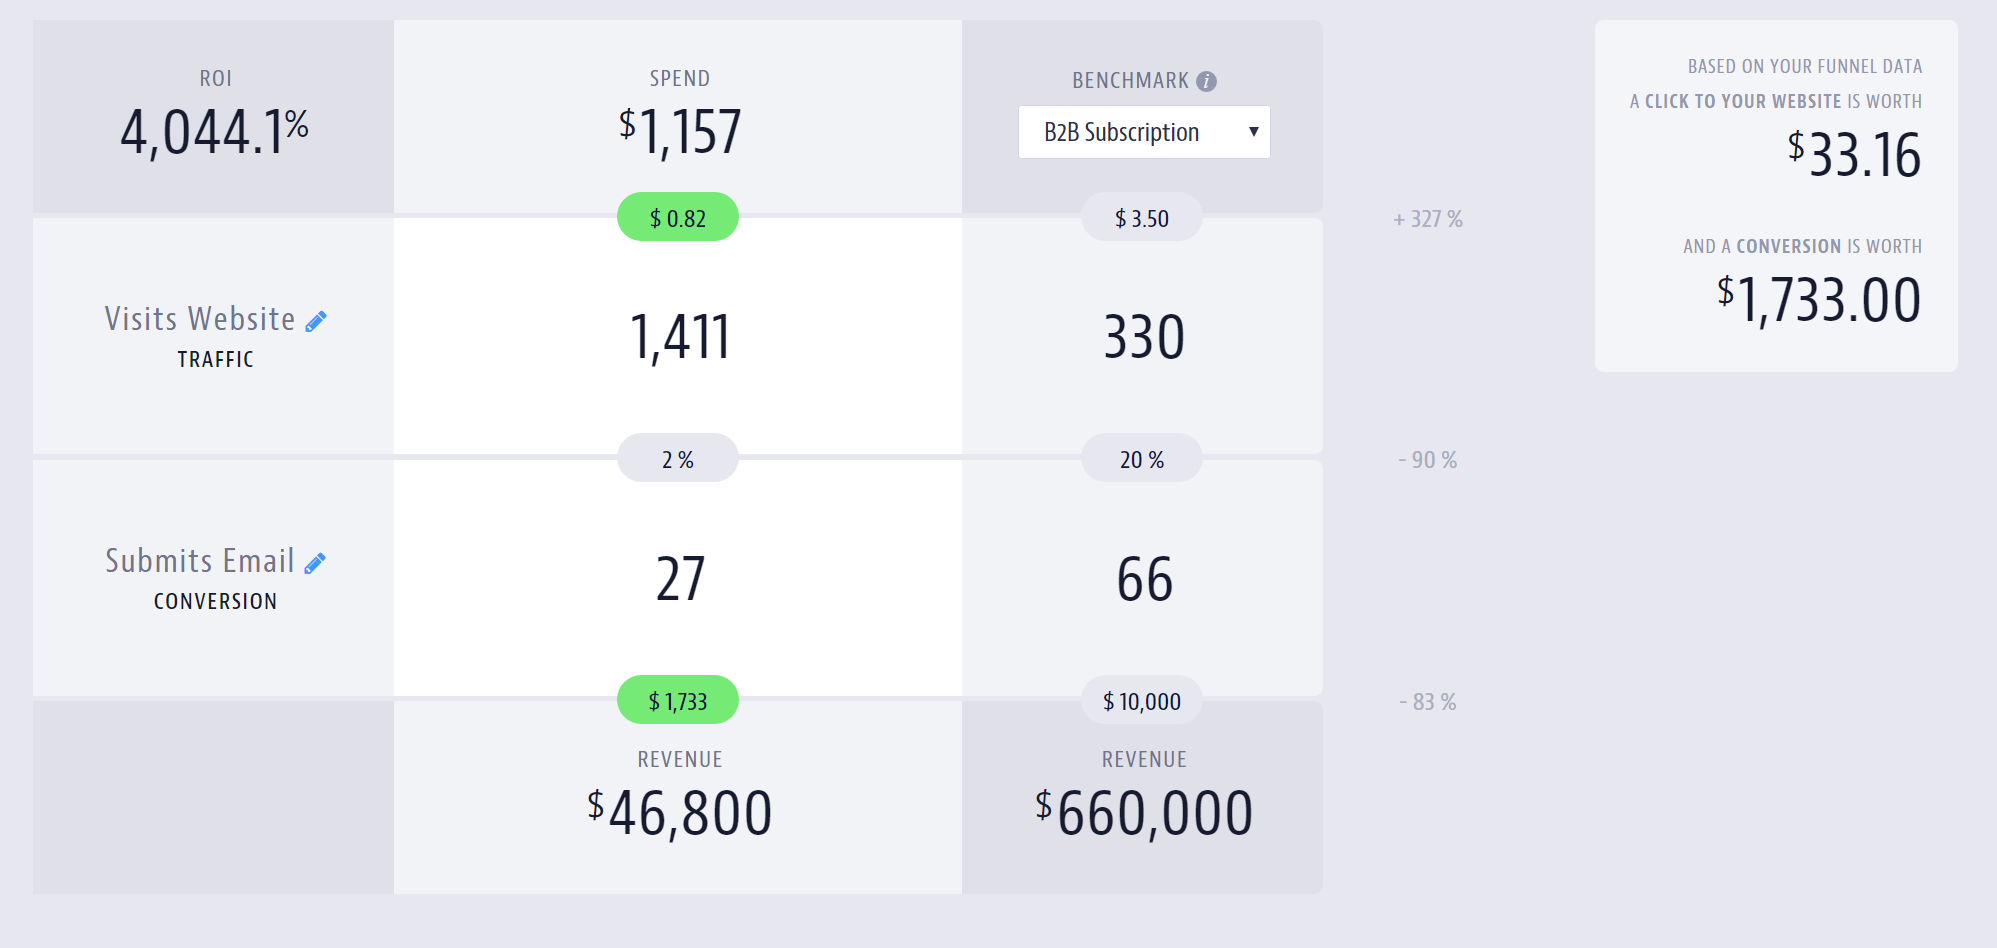 ROI
4,044.1%
SPEND
$1,157
BENCHMARK i
B2B Subscription
$ 0.82
$ 3.50
+ 327 %
Visits Website
TRAFFIC
1,411
330
2 %
20 %
- 90 %
Submits Email
CONVERSION
27
66
$ 1,733
$ 10,000
- 83 %
REVENUE
$46,800
REVENUE
$660,000
BASED ON YOUR FUNNEL DATA
A CLICK TO YOUR WEBSITE IS WORTH
$33.16
AND A CONVERSION IS WORTH
$1,733.00